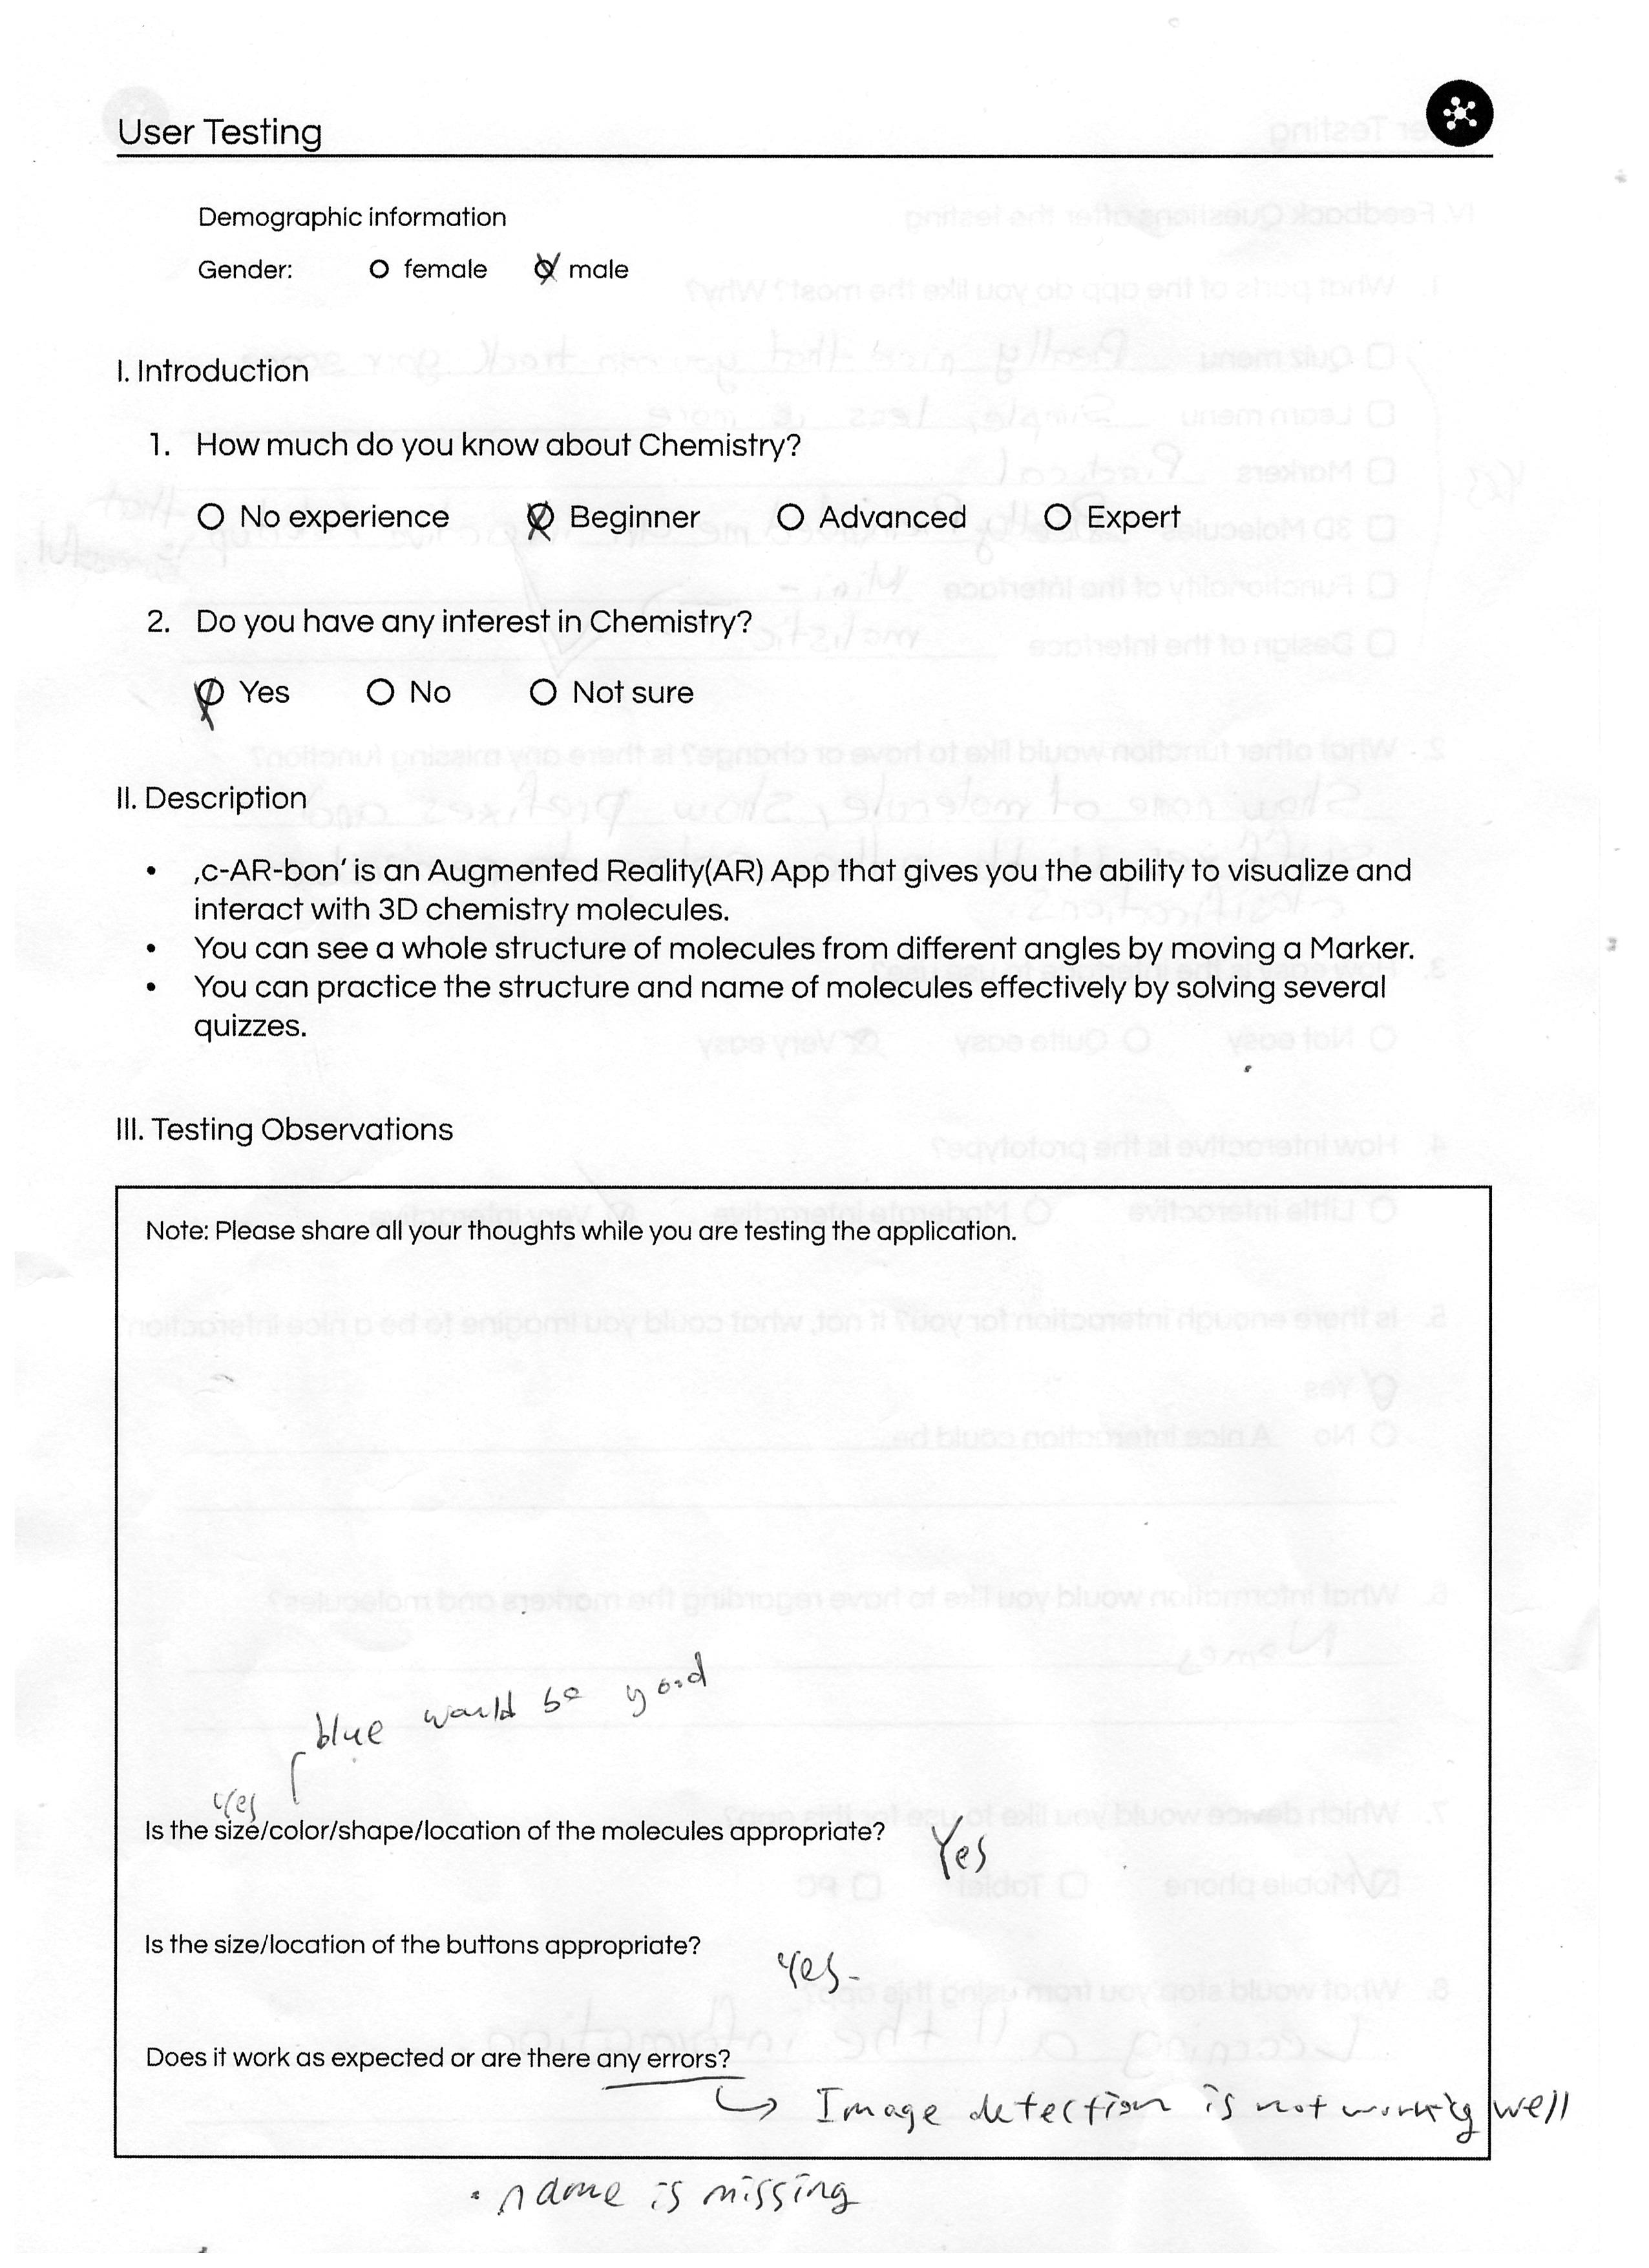 User Testing
Demographic information
Gender: female male
I. Introduction
1. How much do you know about Chemistry?
No experience Beginner Advanced Expert
2. Do you have any interest in Chemistry?
Yes No Not sure
II. Description
• ‚c-AR-bon‘ is an Augmented Reality(AR) App that gives you the ability to visualize and
interact with 3D chemistry molecules.
• You can see a whole structure of molecules from different angles by moving a Marker.
• You can practice the structure and name of molecules effectively by solving several
quizzes.
III. Testing Observations
Note: Please share all your thoughts while you are testing the application.
blue would be good
yes
Is the size/color/shape/location of the molecules appropriate? Yes
Is the size/location of the buttons appropriate? Yes-
Does it work as expected or are there any errors?
Image detection is not working well
• name is missing